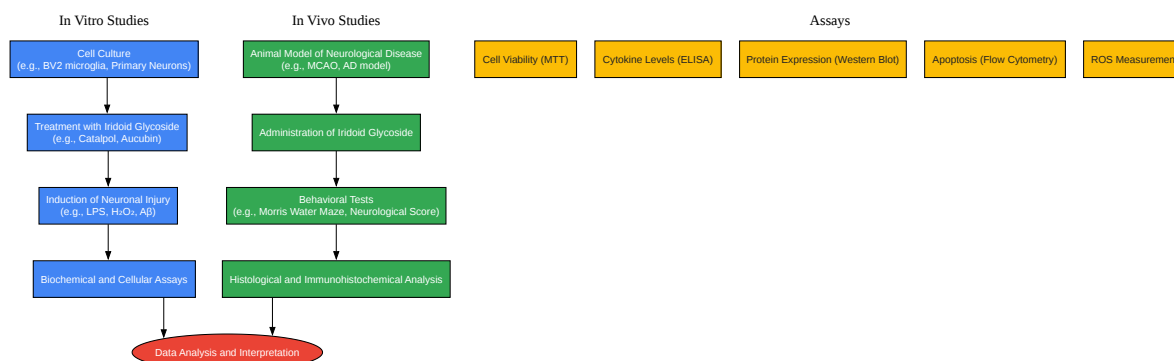 In Vitro Studies
Cell Culture
(e.g., BV2 microglia, Primary Neurons)
Treatment with Iridoid Glycoside
(e.g., Catalpol, Aucubin)
Induction of Neuronal Injury
(e.g., LPS, H₂O₂, Aβ)
Biochemical and Cellular Assays
In Vivo Studies
Animal Model of Neurological Disease
(e.g., MCAO, AD model)
Administration of Iridoid Glycoside
Behavioral Tests
(e.g., Morris Water Maze, Neurological Score)
Histological and Immunohistochemical Analysis
Data Analysis and Interpretation
Assays
Cell Viability (MTT)
Cytokine Levels (ELISA)
Protein Expression (Western Blot)
Apoptosis (Flow Cytometry)
ROS Measurement